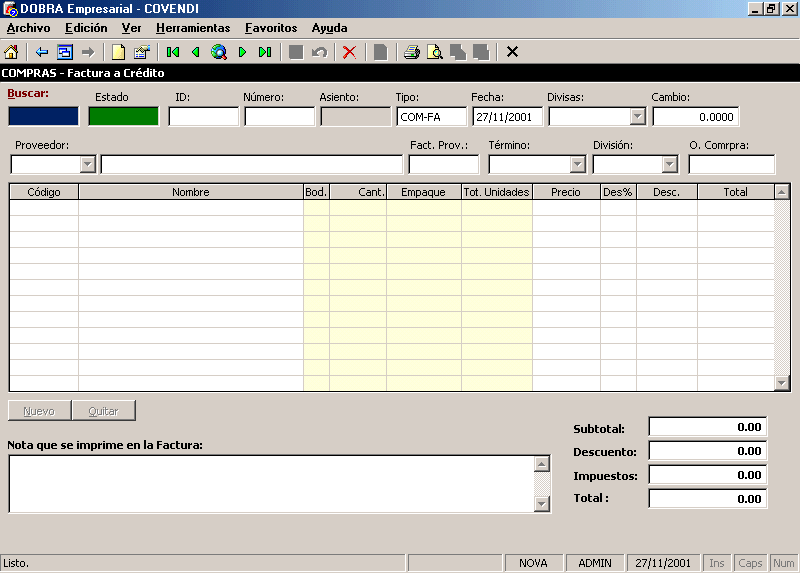 DOBRA Empresarial - COVENDI
Archivo Edición Ver Herramientas Favoritos Ayuda
COMPRAS - Factura a Crédito
Buscar: Estado ID: Número: Asiento: Tipo: Fecha: Divisas: Cambio:
COM-FA 27/11/2001 0.0000
Proveedor: Fact. Prov.: Término: División: O. Comrpra:
Código Nombre Bod. Cant. Empaque Tot. Unidades Precio Des% Desc. Total
Nuevo Quitar
Nota que se imprime en la Factura:
Subtotal: 0.00
Descuento: 0.00
Impuestos: 0.00
Total : 0.00
Listo. NOVA ADMIN 27/11/2001 Ins Caps Num